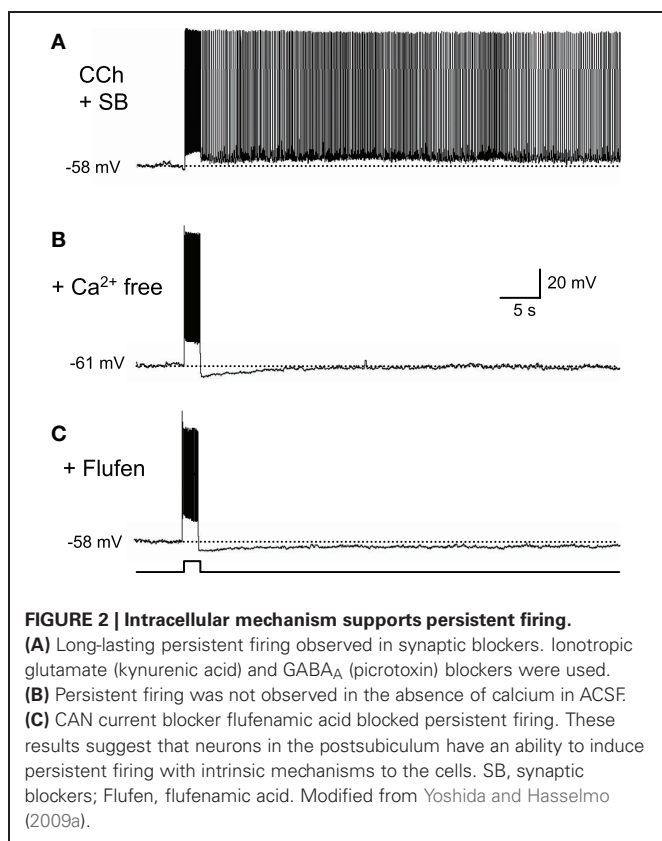 A
CCh
+ SB
-58 mV
B
+ Ca2+ free
20 mV
5 s
-61 mV
C
+ Flufen
-58 mV
FIGURE 2 | Intracellular mechanism supports persistent firing.
(A) Long-lasting persistent firing observed in synaptic blockers. Ionotropic
glutamate (kynurenic acid) and GABAA (picrotoxin) blockers were used.
(B) Persistent firing was not observed in the absence of calcium in ACSF.
(C) CAN current blocker flufenamic acid blocked persistent firing. These
results suggest that neurons in the postsubiculum have an ability to induce
persistent firing with intrinsic mechanisms to the cells. SB, synaptic
blockers; Flufen, flufenamic acid. Modified from Yoshida and Hasselmo
(2009a).